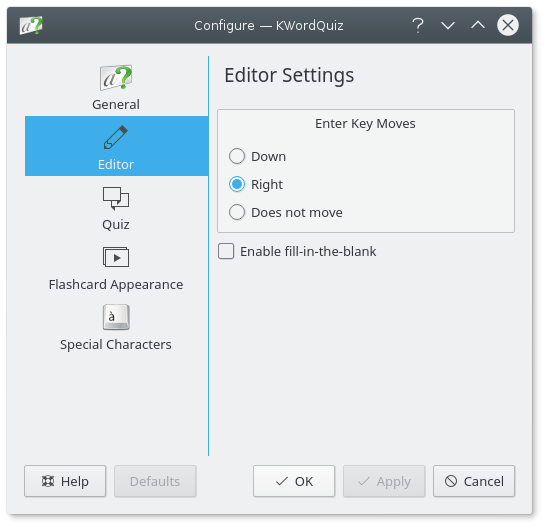 Configure — KWordQuiz
General
Editor
Quiz
Flashcard Appearance
Special Characters
Editor Settings
Enter Key Moves
Down
Right
Does not move
Enable fill-in-the-blank
Help
Defaults
OK
Apply
Cancel